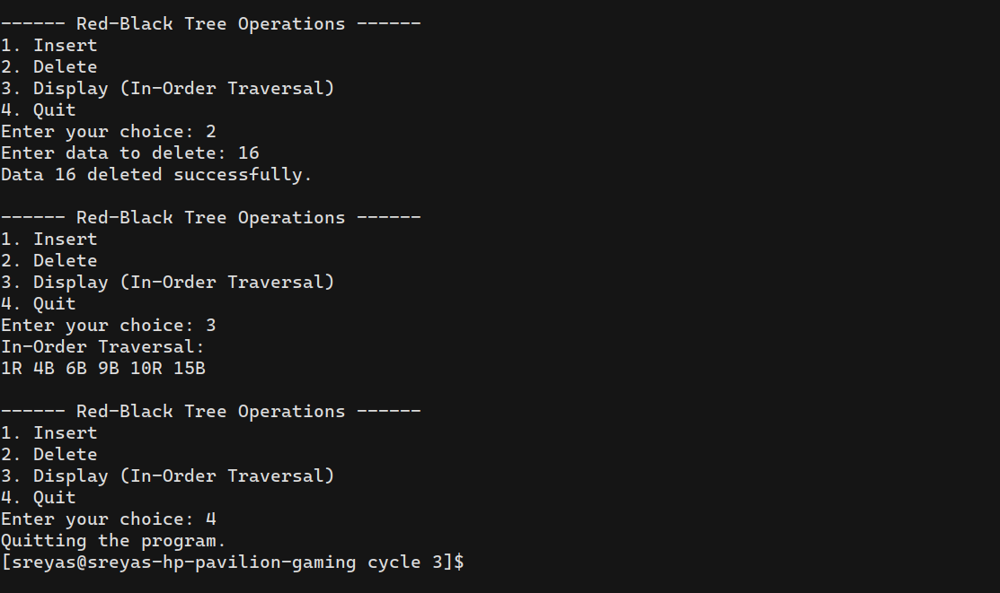 ------ Red-Black Tree Operations ------
1. Insert
2. Delete
3. Display (In-Order Traversal)
4. Quit
Enter your choice: 2
Enter data to delete: 16
Data 16 deleted successfully.

------ Red-Black Tree Operations ------
1. Insert
2. Delete
3. Display (In-Order Traversal)
4. Quit
Enter your choice: 3
In-Order Traversal:
1R 4B 6B 9B 10R 15B

------ Red-Black Tree Operations ------
1. Insert
2. Delete
3. Display (In-Order Traversal)
4. Quit
Enter your choice: 4
Quitting the program.
[sreyas@sreyas-hp-pavilion-gaming cycle 3]$